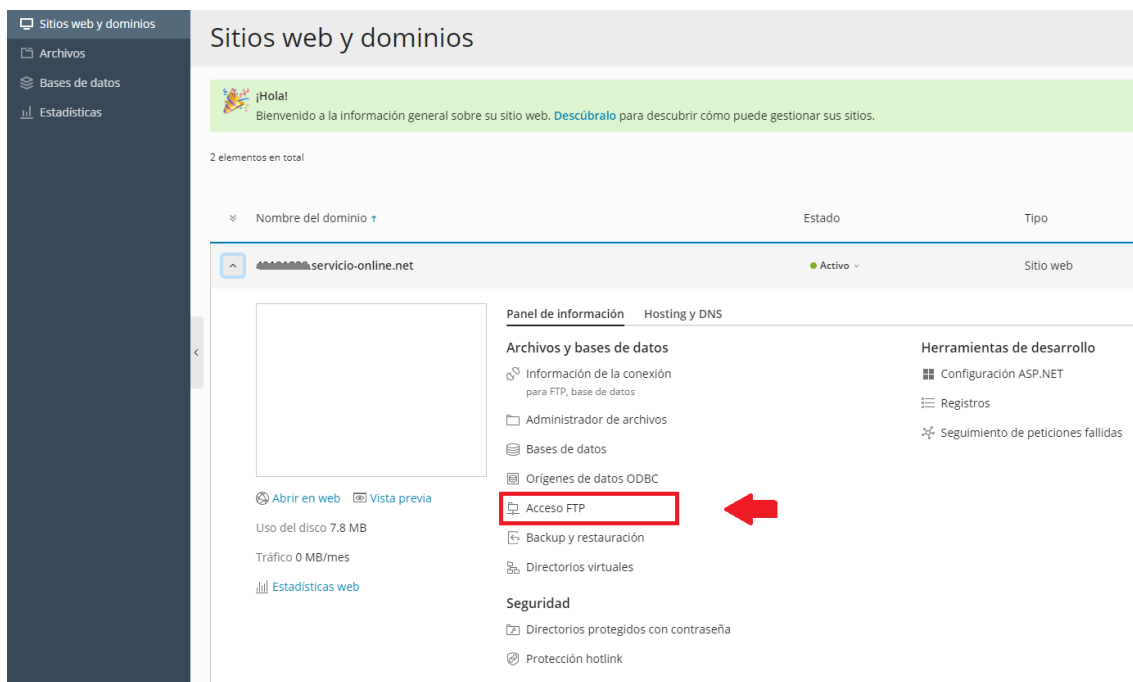 Sitios web y dominios
Archivos
Bases de datos
Estadísticas
Sitios web y dominios
¡Hola!
Bienvenido a la información general sobre su sitio web. Descúbralo para descubrir cómo puede gestionar sus sitios.
2 elementos en total
Nombre del dominio ↑ Estado Tipo
.servicio-online.net Activo Sitio web
Panel de información Hosting y DNS
Archivos y bases de datos
Información de la conexión
para FTP, base de datos
Administrador de archivos
Bases de datos
Orígenes de datos ODBC
Acceso FTP
Backup y restauración
Directorios virtuales
Seguridad
Directorios protegidos con contraseña
Protección hotlink
Herramientas de desarrollo
Configuración ASP.NET
Registros
Seguimiento de peticiones fallidas
Abrir en web Vista previa
Uso del disco 7.8 MB
Tráfico 0 MB/mes
Estadísticas web